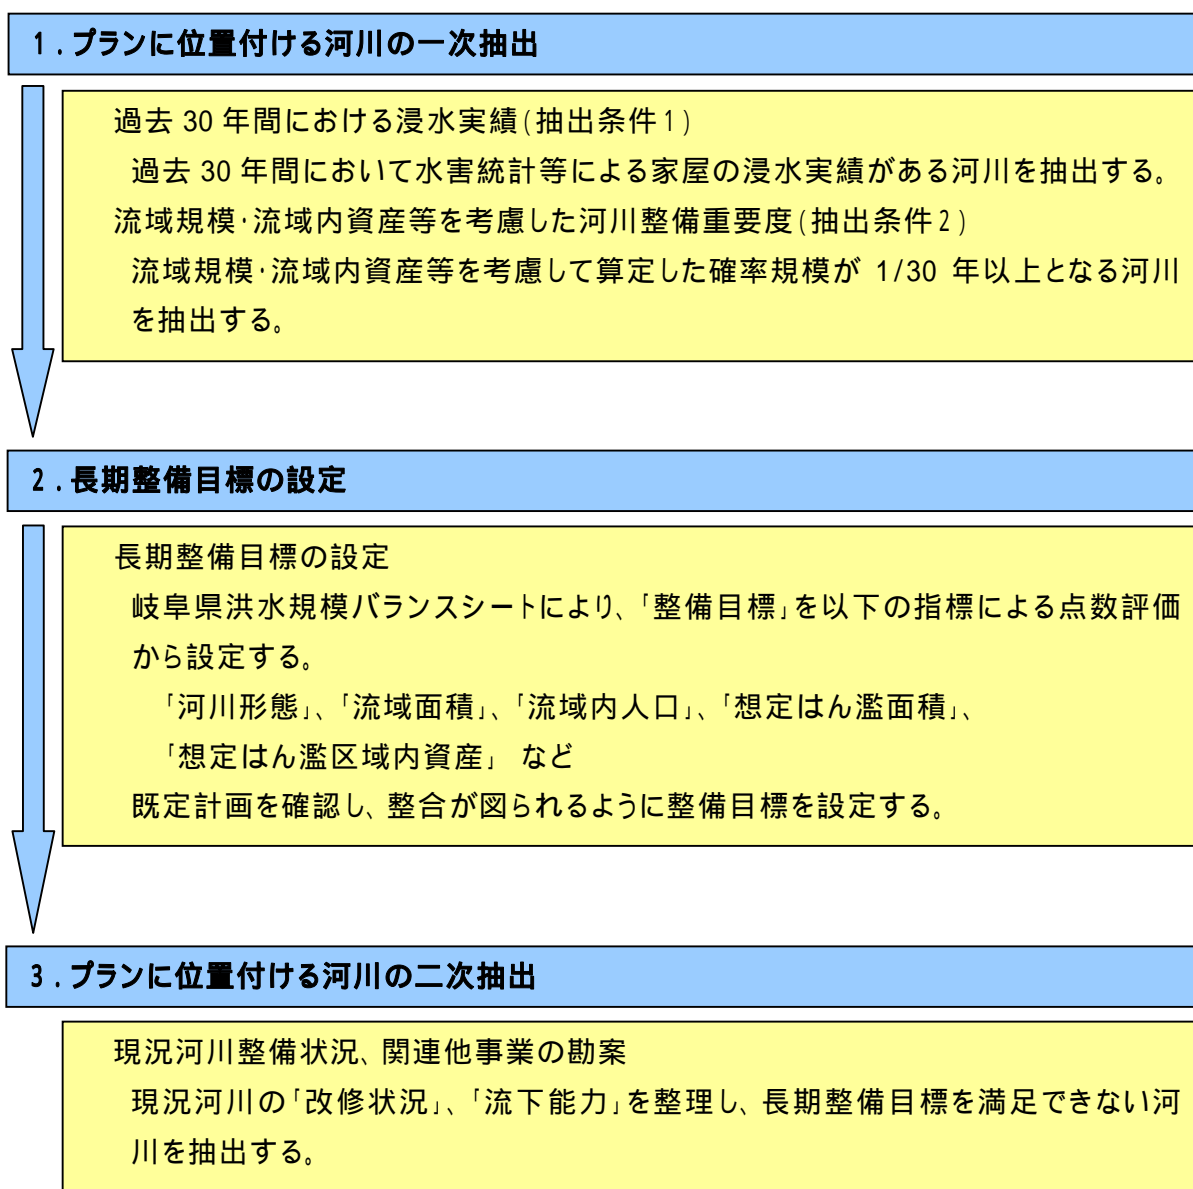 1．プランに位置付ける河川の一次抽出
過去 30 年間における浸水実績(抽出条件1)
過去 30 年間において水害統計等による家屋の浸水実績がある河川を抽出する。
流域規模･流域内資産等を考慮した河川整備重要度(抽出条件2)
流域規模･流域内資産等を考慮して算定した確率規模が 1/30 年以上となる河川
を抽出する。
2．長期整備目標の設定
長期整備目標の設定
岐阜県洪水規模バランスシートにより、「整備目標」を以下の指標による点数評価
から設定する。
「河川形態」、「流域面積」、「流域内人口」、「想定はん濫面積」、
「想定はん濫区域内資産」 など
既定計画を確認し、整合が図られるように整備目標を設定する。
3．プランに位置付ける河川の二次抽出
現況河川整備状況、関連他事業の勘案
現況河川の「改修状況」、「流下能力」を整理し、長期整備目標を満足できない河
川を抽出する。